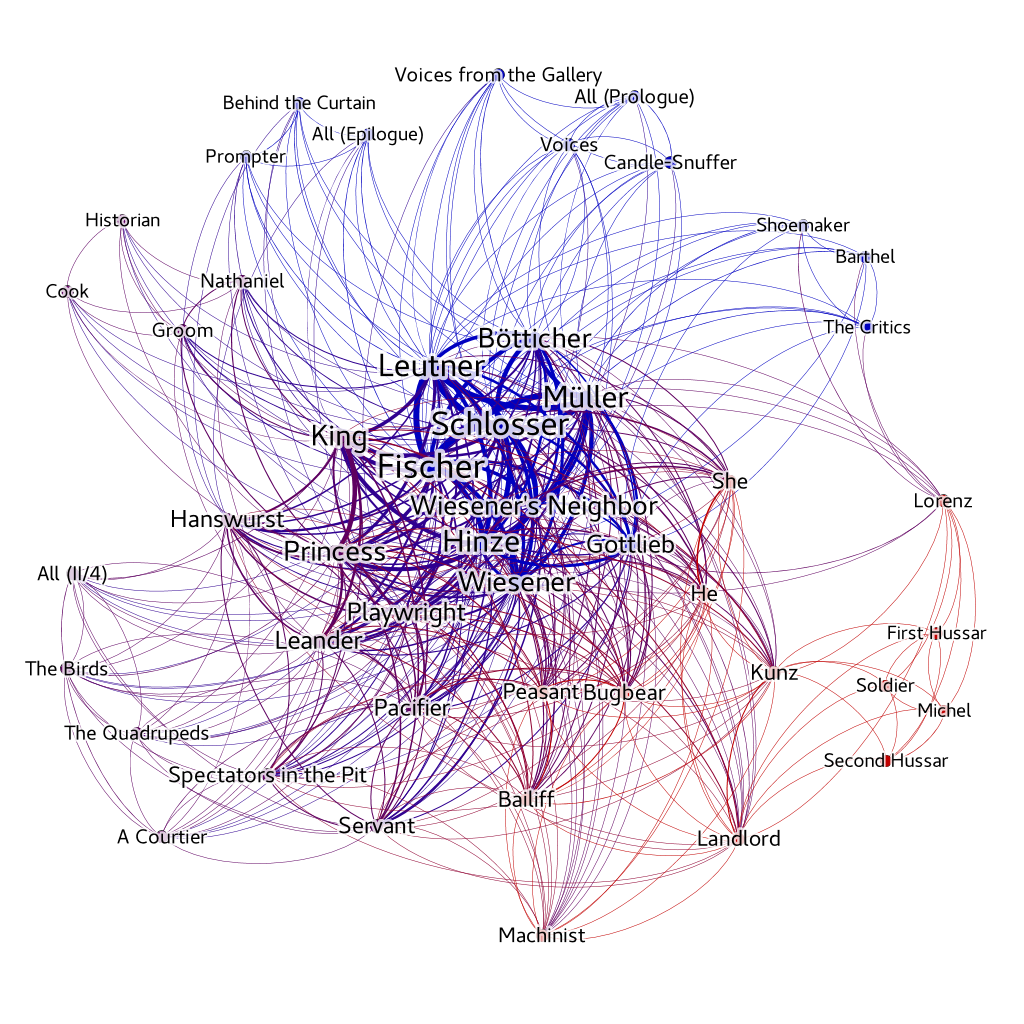 Voices from the Gallery
All (Prologue)
Behind the Curtain
All (Epilogue)
Voices
Prompter
Candle-Snuffer
Historian
Shoemaker
Barthel
Nathaniel
Cook
The Critics
Groom
Bötticher
Leutner
Müller
Schlosser
King
Fischer
She
Lorenz
Wiesener's Neighbor
Hanswurst
Hinze
Gottlieb
Princess
All (II/4)
Wiesener
He
Playwright
First Hussar
Leander
The Birds
Kunz
Soldier
Peasant
Bugbear
Pacifier
Michel
The Quadrupeds
Second Hussar
Spectators in the Pit
Bailiff
Servant
A Courtier
Landlord
Machinist